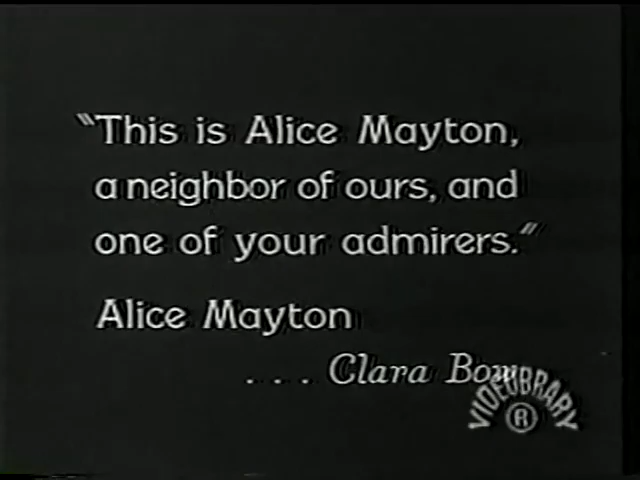 “This is Alice Mayton,
a neighbor of ours, and
one of your admirers.”
Alice Mayton
. . . Clara Bow
VIDEOBRARY
®